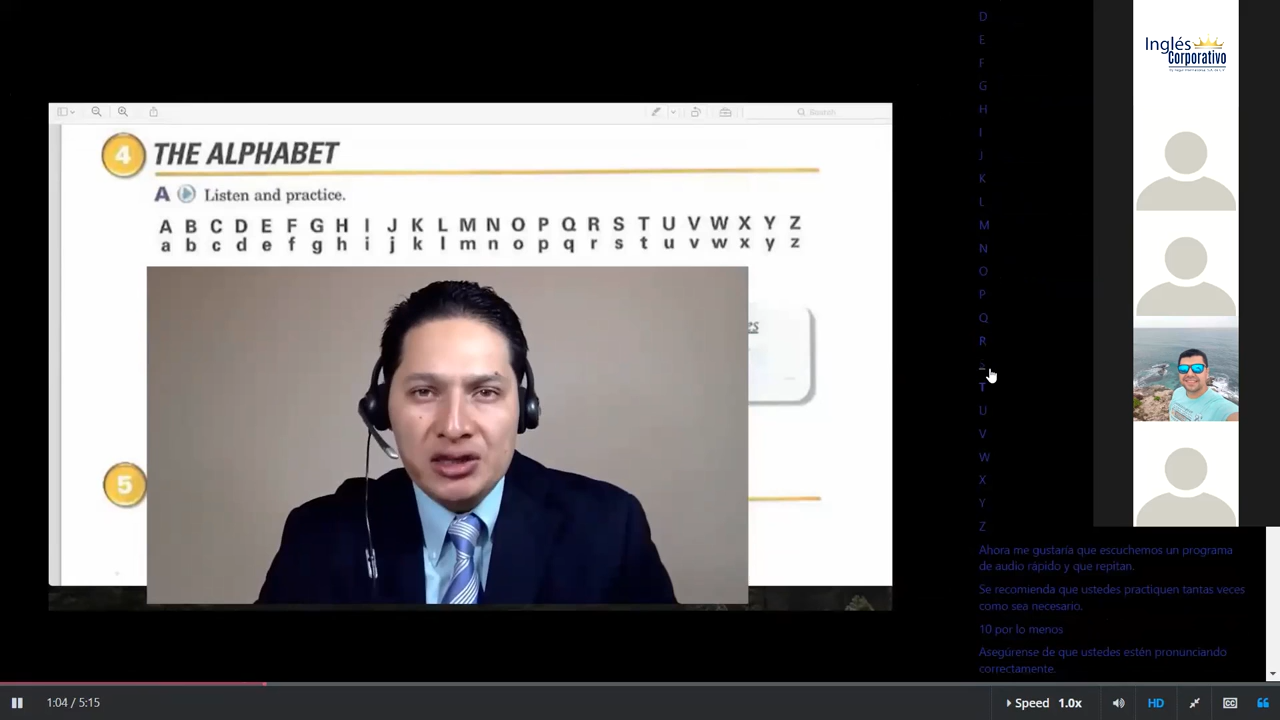 Search
4 THE ALPHABET
A Listen and practice.
A B C D E F G H I J K L M N O P Q R S T U V W X Y Z
a b c d e f g h i j k l m n o p q r s t u v w x y z
5
D
E
F
G
H
I
J
K
L
M
N
O
P
Q
R
S
T
U
V
W
X
Y
Z
Ahora me gustaría que escuchemos un programa
de audio rápido y que repitan.
Se recomienda que ustedes practiquen tantas veces
como sea necesario.
10 por lo menos
Asegúrense de que ustedes estén pronunciando
correctamente.
Inglés
Corporativo
1:04 / 5:15
Speed 1.0x
HD
CC